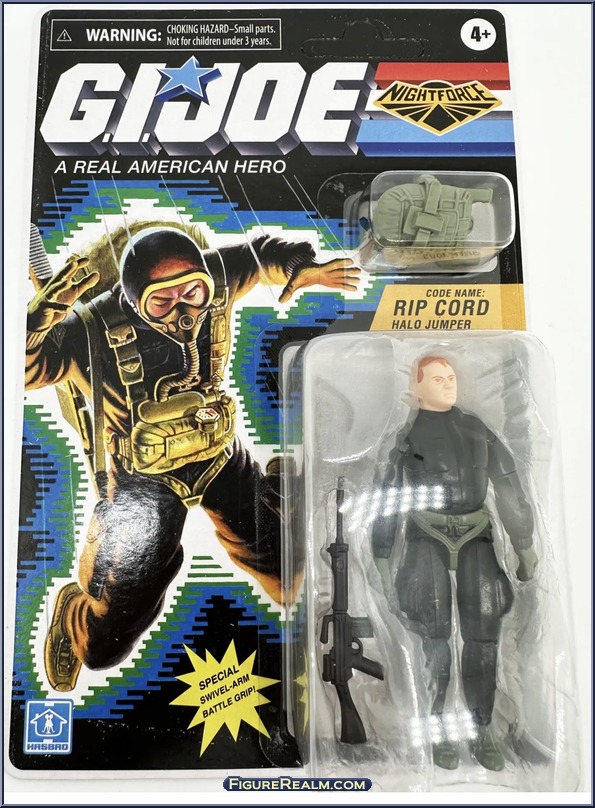 WARNING: CHOKING HAZARD–Small parts.
Not for children under 3 years.
4+
G.I. JOE
NIGHTFORCE
A REAL AMERICAN HERO
CODE NAME:
RIP CORD
HALO JUMPER
SPECIAL
SWIVEL-ARM
BATTLE GRIP!
HASBRO
FIGUREREALM.COM